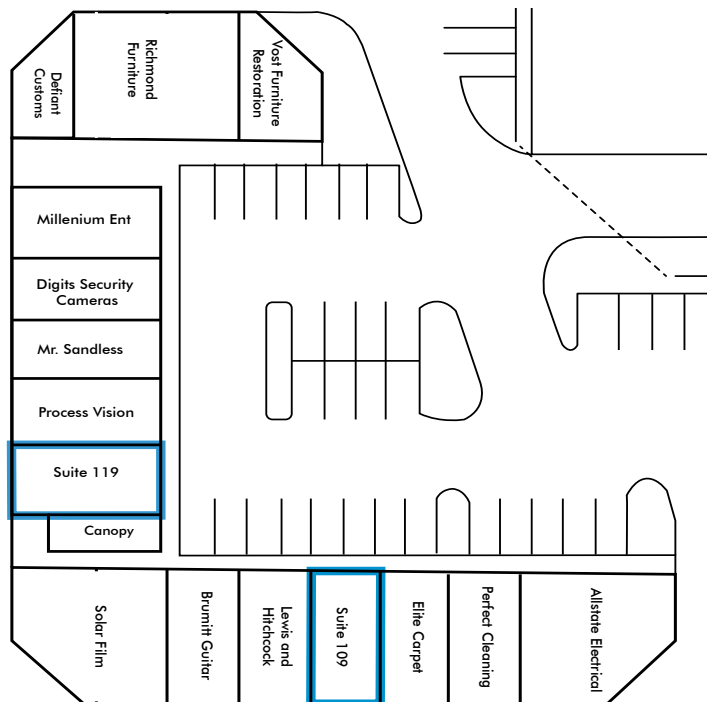 Defiant
Customs
Richmond
Furniture
Vost Furniture
Restoration
Millenium Ent
Digits Security
Cameras
Mr. Sandless
Process Vision
Suite 119
Canopy
Solar Film
Brumitt Guitar
Lewis and
Hitchcock
Suite 109
Elite Carpet
Perfect Cleaning
Allstate Electrical